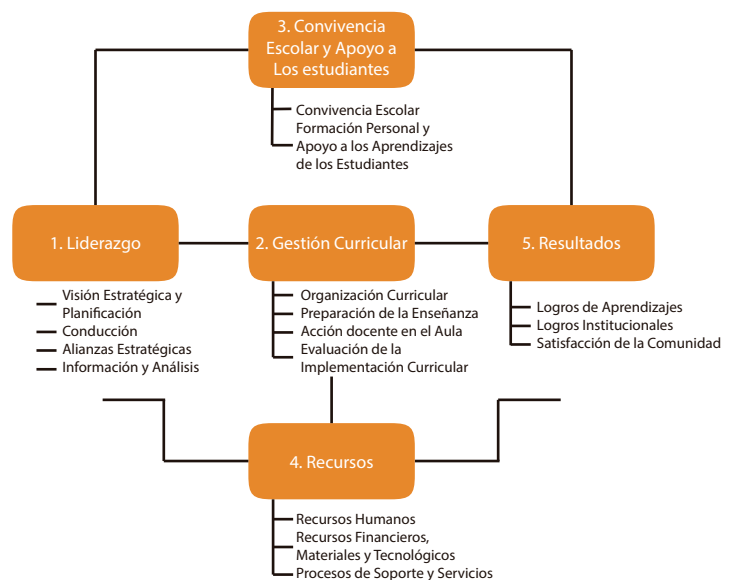 3. Convivencia
Escolar y Apoyo a
Los estudiantes
Convivencia Escolar
Formación Personal y
Apoyo a los Aprendizajes
de los Estudiantes
1. Liderazgo
Visión Estratégica y
Planificación
Conducción
Alianzas Estratégicas
Información y Análisis
2. Gestión Curricular
Organización Curricular
Preparación de la Enseñanza
Acción docente en el Aula
Evaluación de la
Implementación Curricular
5. Resultados
Logros de Aprendizajes
Logros Institucionales
Satisfacción de la Comunidad
4. Recursos
Recursos Humanos
Recursos Financieros,
Materiales y Tecnológicos
Procesos de Soporte y Servicios